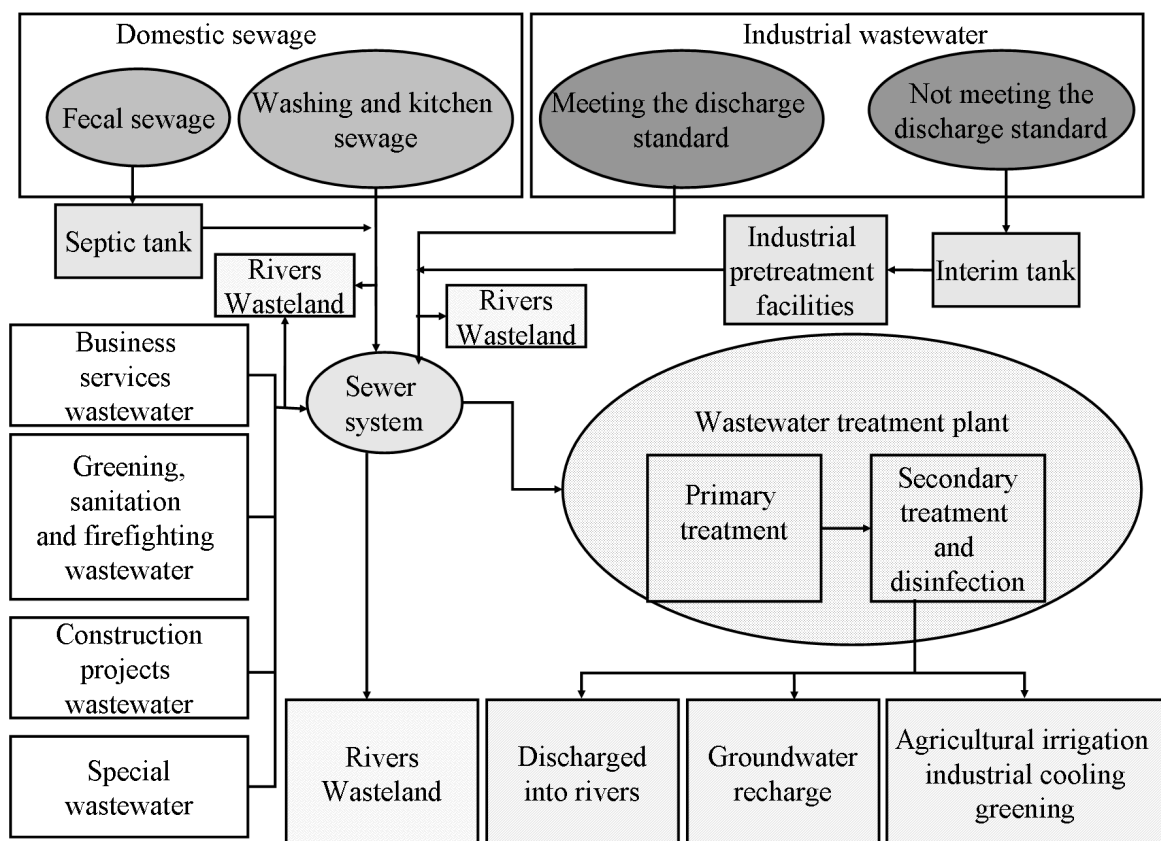 Domestic sewage
Industrial wastewater
Fecal sewage
Washing and kitchen
sewage
Meeting the discharge
standard
Not meeting the
discharge standard
Septic tank
Rivers
Wasteland
Industrial
pretreatment
facilities
Interim tank
Rivers
Wasteland
Business
services
wastewater
Sewer
system
Wastewater treatment plant
Greening,
sanitation
and firefighting
wastewater
Primary
treatment
Secondary
treatment
and
disinfection
Construction
projects
wastewater
Special
wastewater
Rivers
Wasteland
Discharged
into rivers
Groundwater
recharge
Agricultural irrigation
industrial cooling
greening